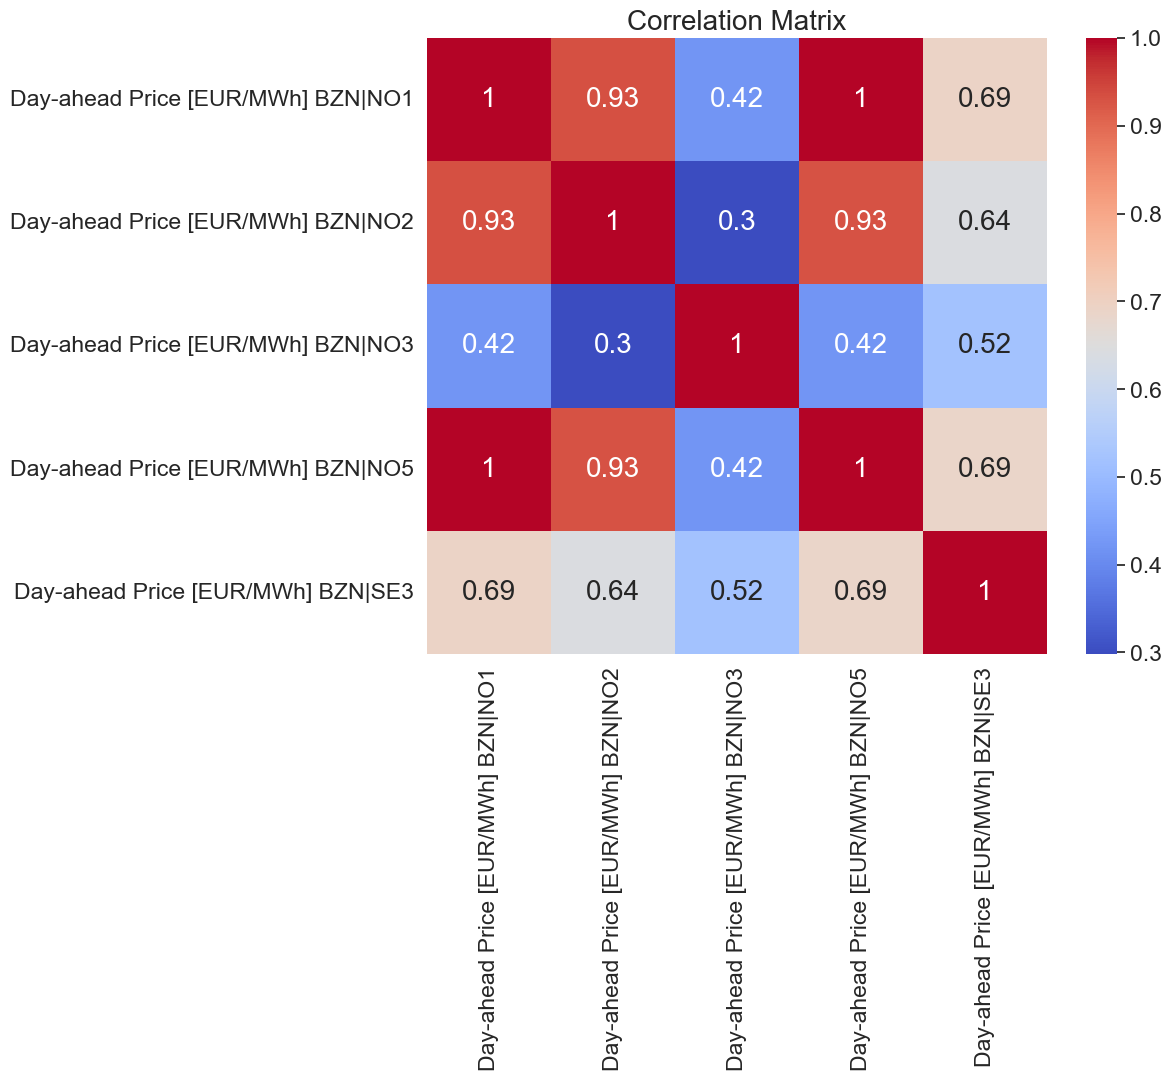 Correlation Matrix
Day-ahead Price [EUR/MWh] BZN|NO1
1 0.93 0.42 1 0.69
Day-ahead Price [EUR/MWh] BZN|NO2
0.93 1 0.3 0.93 0.64
Day-ahead Price [EUR/MWh] BZN|NO3
0.42 0.3 1 0.42 0.52
Day-ahead Price [EUR/MWh] BZN|NO5
1 0.93 0.42 1 0.69
Day-ahead Price [EUR/MWh] BZN|SE3
0.69 0.64 0.52 0.69 1
Day-ahead Price [EUR/MWh] BZN|NO1
Day-ahead Price [EUR/MWh] BZN|NO2
Day-ahead Price [EUR/MWh] BZN|NO3
Day-ahead Price [EUR/MWh] BZN|NO5
Day-ahead Price [EUR/MWh] BZN|SE3
1.0
0.9
0.8
0.7
0.6
0.5
0.4
0.3